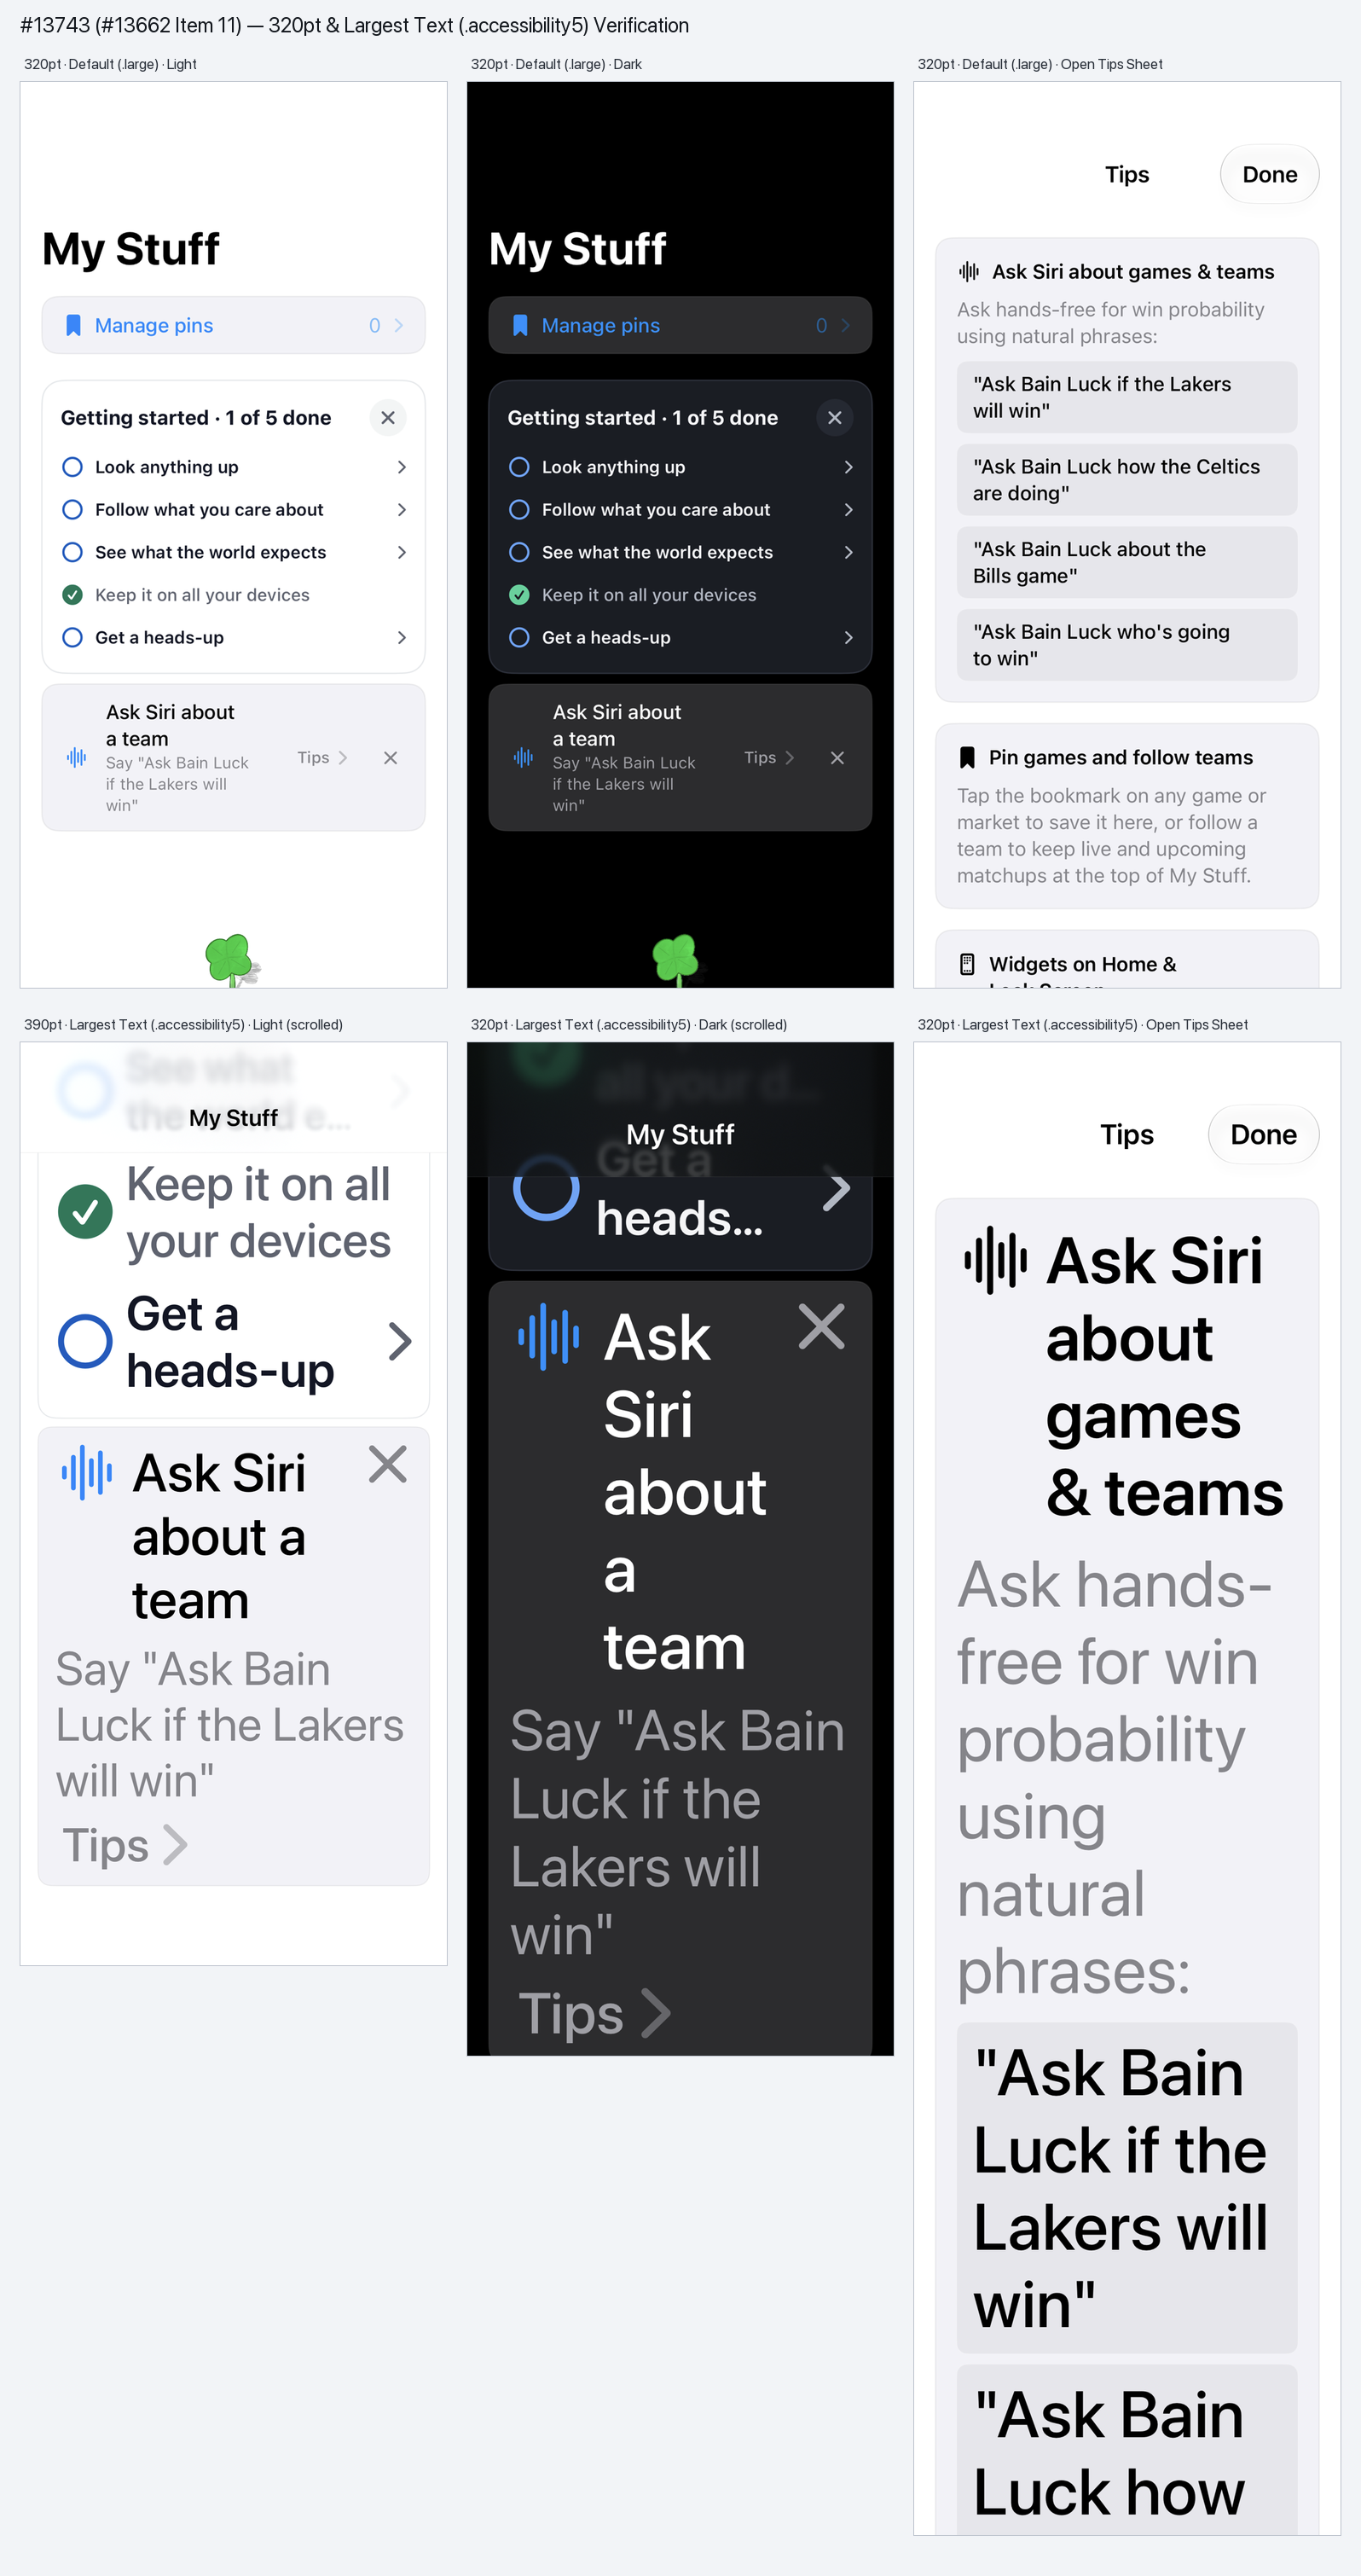 #13743 (#13662 Item 11) — 320pt & Largest Text (.accessibility5) Verification
320pt · Default (.large) · Light
My Stuff
Manage pins 0
Getting started · 1 of 5 done
Look anything up
Follow what you care about
See what the world expects
Keep it on all your devices
Get a heads-up
Ask Siri about
a team
Say "Ask Bain Luck
if the Lakers will
win"
Tips
320pt · Default (.large) · Dark
My Stuff
Manage pins 0
Getting started · 1 of 5 done
Look anything up
Follow what you care about
See what the world expects
Keep it on all your devices
Get a heads-up
Ask Siri about
a team
Say "Ask Bain Luck
if the Lakers will
win"
Tips
320pt · Default (.large) · Open Tips Sheet
Tips
Done
Ask Siri about games & teams
Ask hands-free for win probability
using natural phrases:
"Ask Bain Luck if the Lakers
will win"
"Ask Bain Luck how the Celtics
are doing"
"Ask Bain Luck about the
Bills game"
"Ask Bain Luck who's going
to win"
Pin games and follow teams
Tap the bookmark on any game or
market to save it here, or follow a
team to keep live and upcoming
matchups at the top of My Stuff.
Widgets on Home &
Lock Screen
390pt · Largest Text (.accessibility5) · Light (scrolled)
See what
the world e...
My Stuff
Keep it on all
your devices
Get a
heads-up
Ask Siri
about a
team
Say "Ask Bain
Luck if the Lakers
will win"
Tips
320pt · Largest Text (.accessibility5) · Dark (scrolled)
all your d...
My Stuff
Get a
heads...
Ask
Siri
about
a
team
Say "Ask Bain
Luck if the
Lakers will
win"
Tips
320pt · Largest Text (.accessibility5) · Open Tips Sheet
Tips
Done
Ask Siri
about
games
& teams
Ask hands-
free for win
probability
using
natural
phrases:
"Ask Bain
Luck if the
Lakers will
win"
"Ask Bain
Luck how